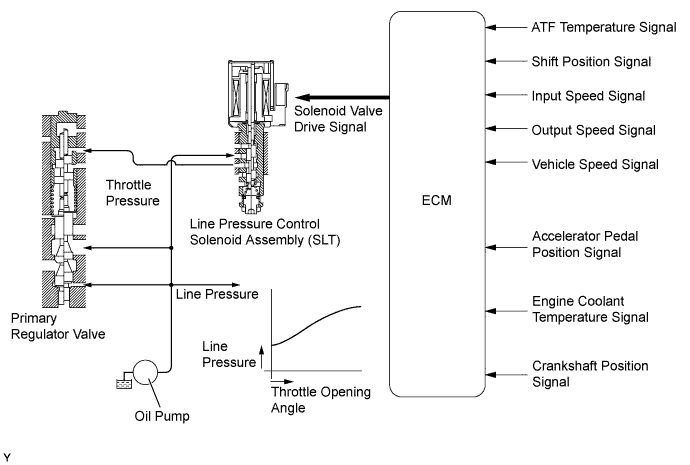 ATF Temperature Signal
Shift Position Signal
Input Speed Signal
Output Speed Signal
Vehicle Speed Signal
Accelerator Pedal
Position Signal
Engine Coolant
Temperature Signal
Crankshaft Position
Signal
ECM
Solenoid Valve
Drive Signal
Throttle
Pressure
Line Pressure Control
Solenoid Assembly (SLT)
Line Pressure
Primary
Regulator Valve
Line
Pressure
Throttle Opening
Angle
Oil Pump
Y